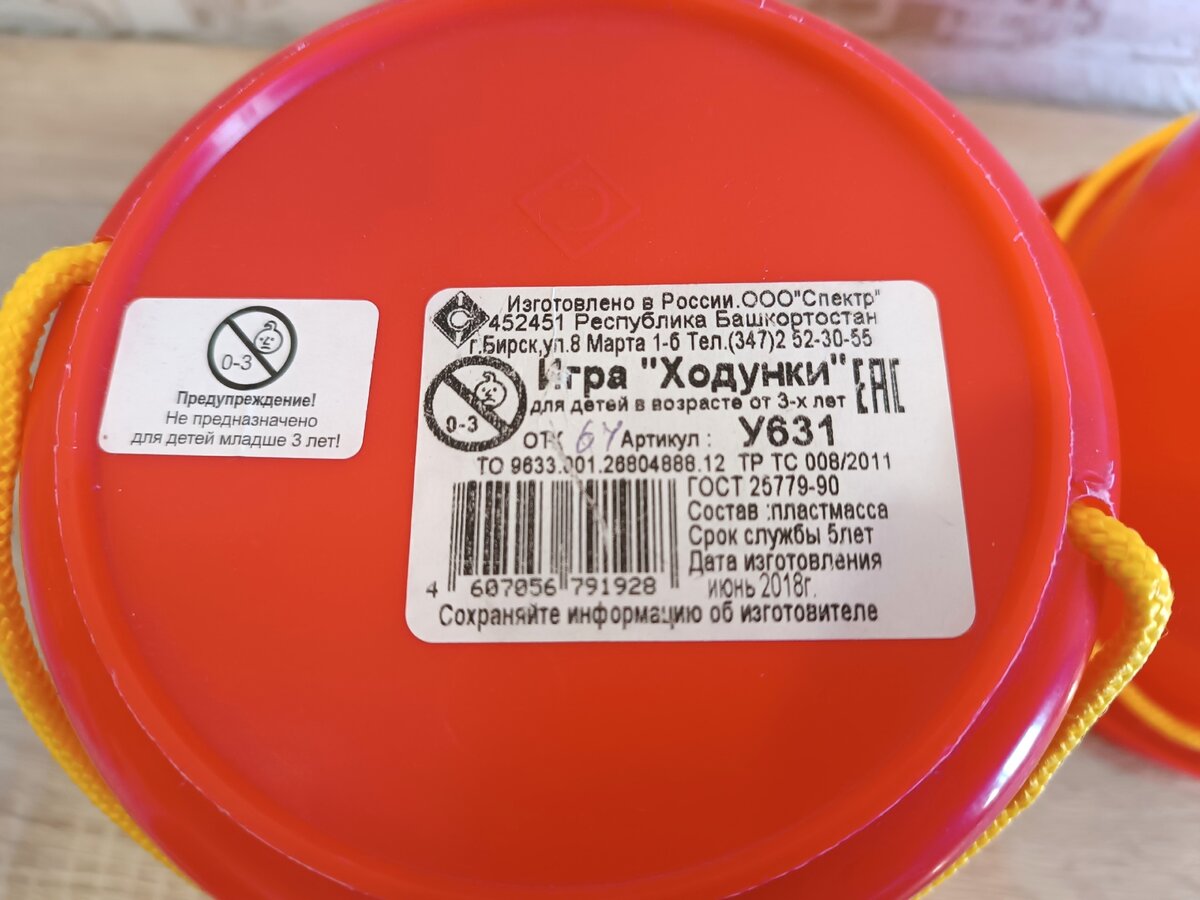 0-3
Предупреждение!
Не предназначено
для детей младше 3 лет!
Изготовлено в России.ООО"Спектр"
452451 Республика Башкортостан
г.Бирск,ул.8 Марта 1-б Тел.(347)2 52-30-55
Игра "Ходунки" EAC
для детей в возрасте от 3-х лет
0-3
ОТК 64 Артикул : У631
ТО 9633.001.26804888.12 ТР ТС 008/2011
ГОСТ 25779-90
Состав :пластмасса
Срок службы 5лет
Дата изготовления
июнь 2018г.
4 607056 791928
Сохраняйте информацию об изготовителе